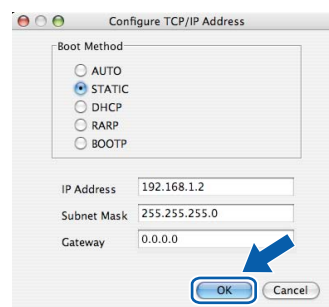 Configure TCP/IP Address
Boot Method
AUTO
STATIC
DHCP
RARP
BOOTP
IP Address 192.168.1.2
Subnet Mask 255.255.255.0
Gateway 0.0.0.0
OK Cancel